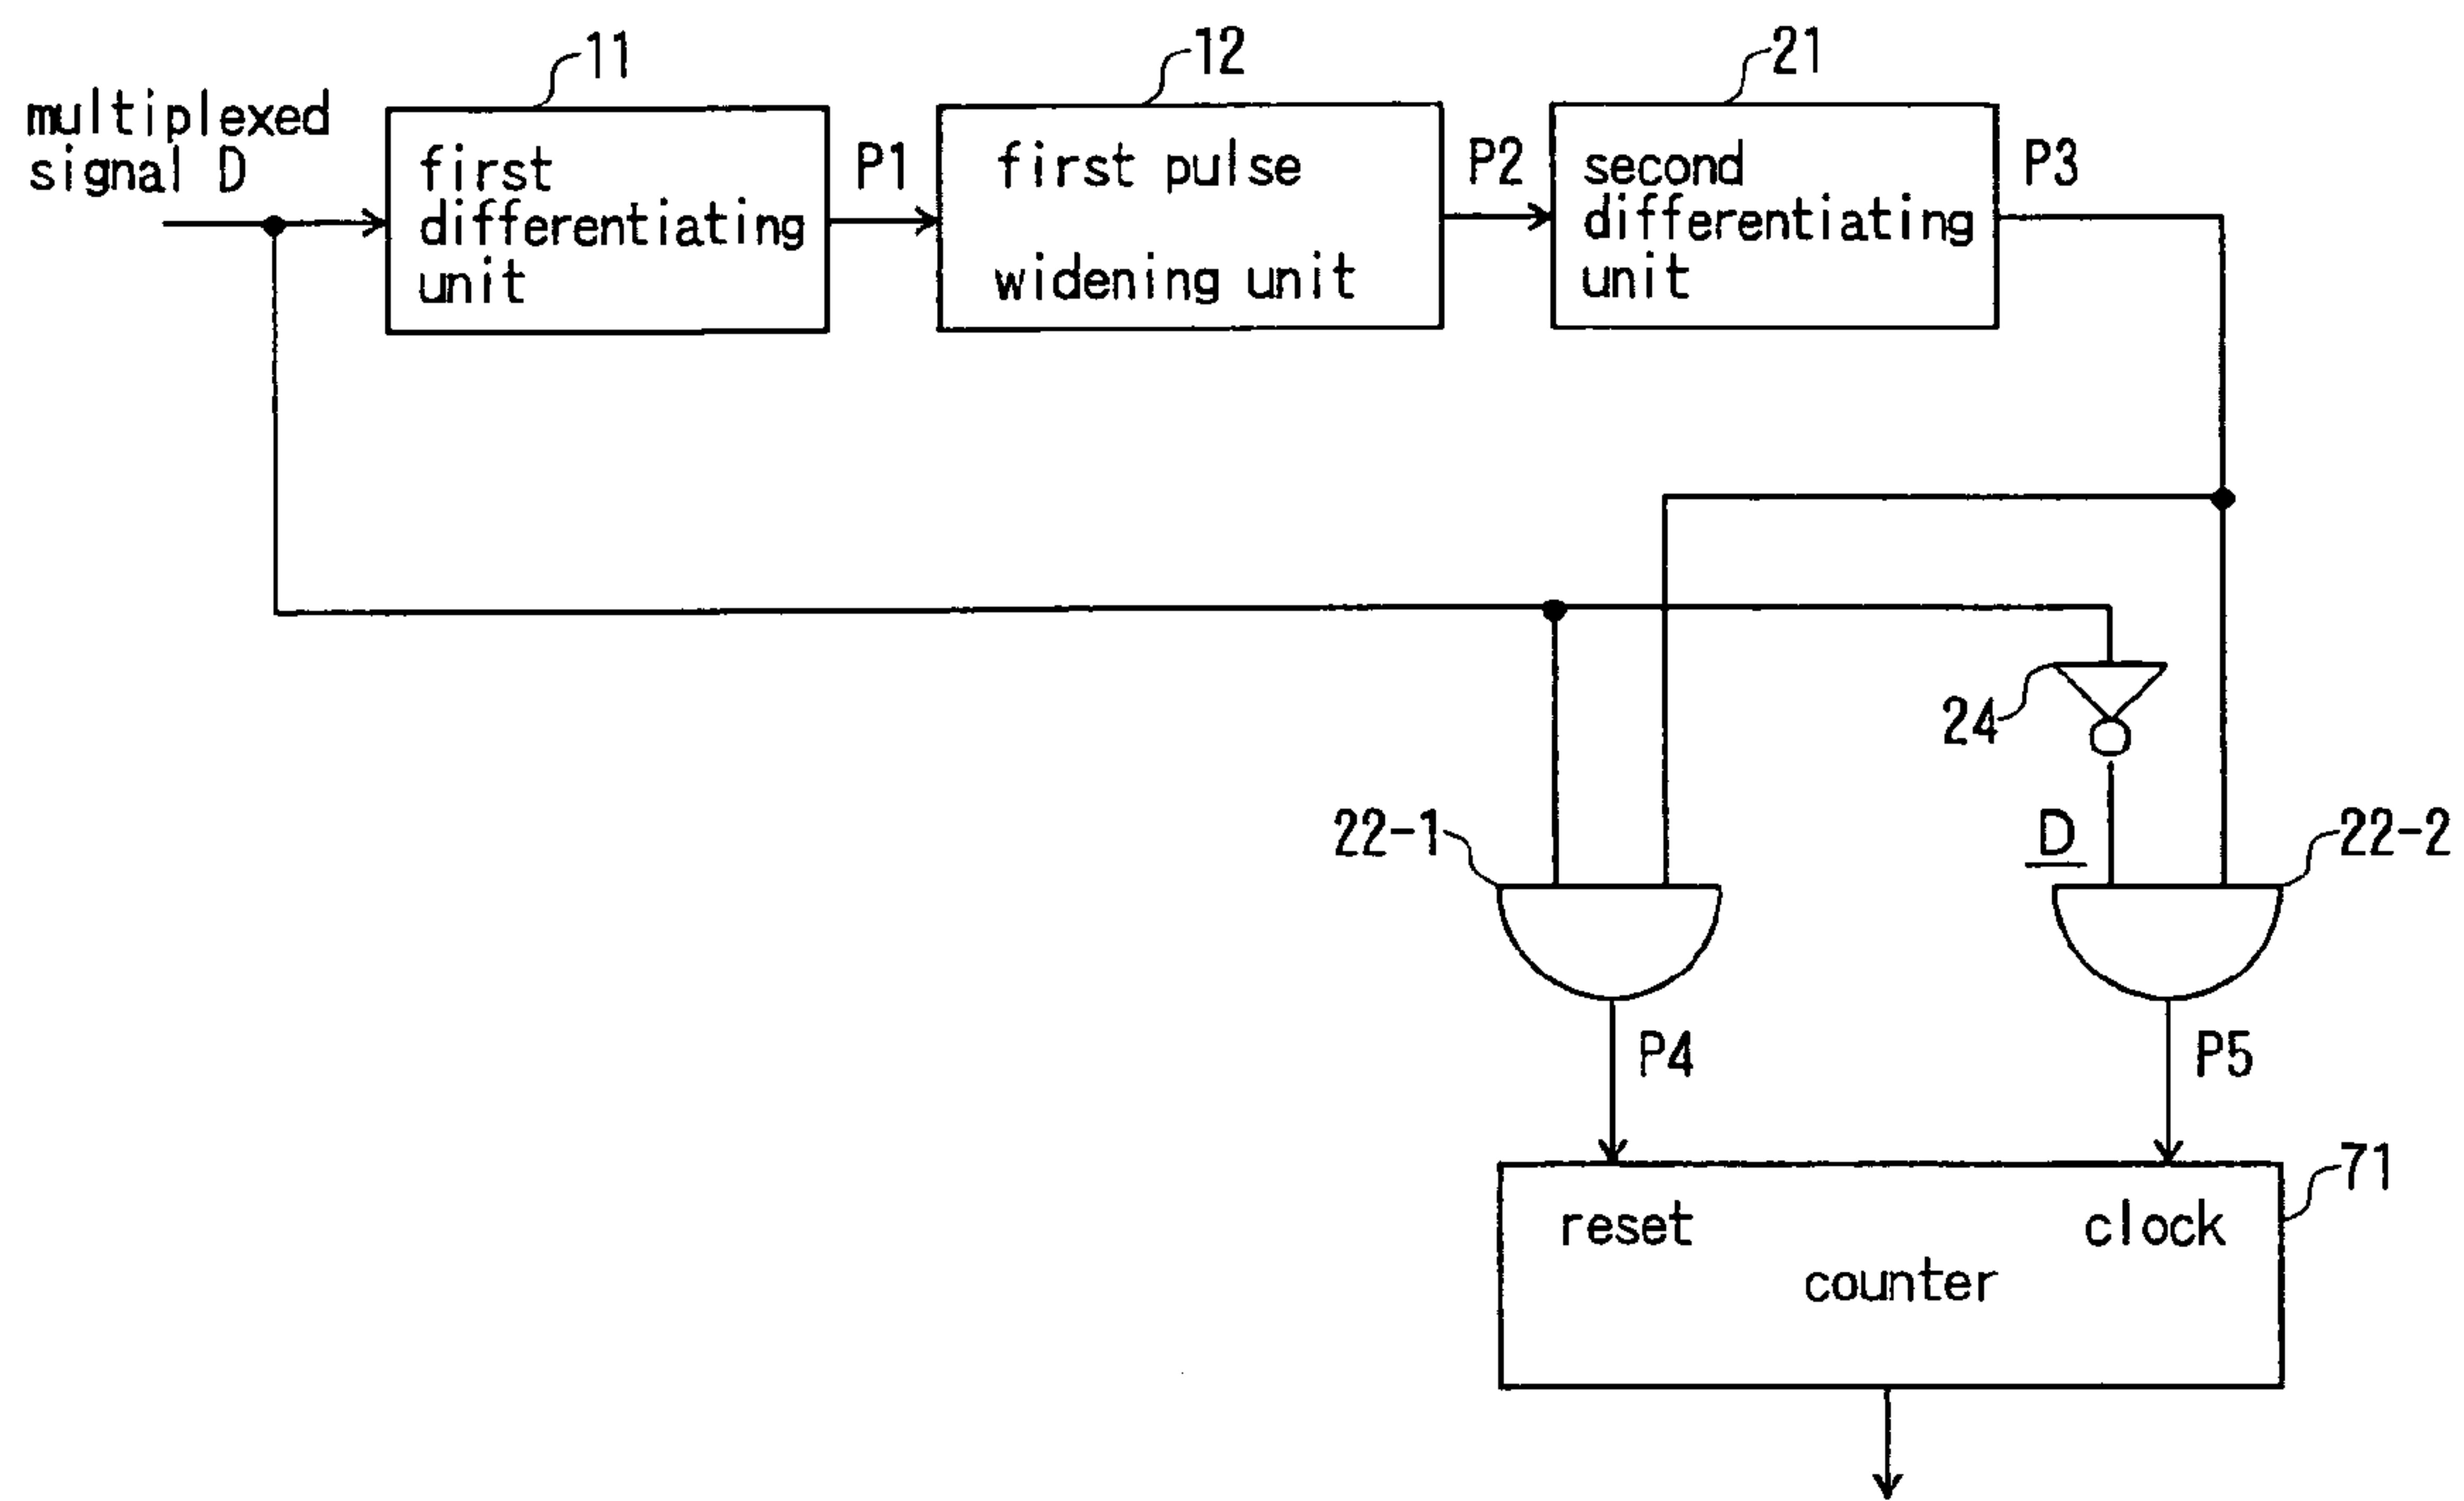 11
12
21
multiplexed
signal D
first
differentiating
unit
P1
first pulse
widening unit
P2
second
differentiating
unit
P3
24
22-1
D
22-2
P4
P5
71
reset
clock
counter